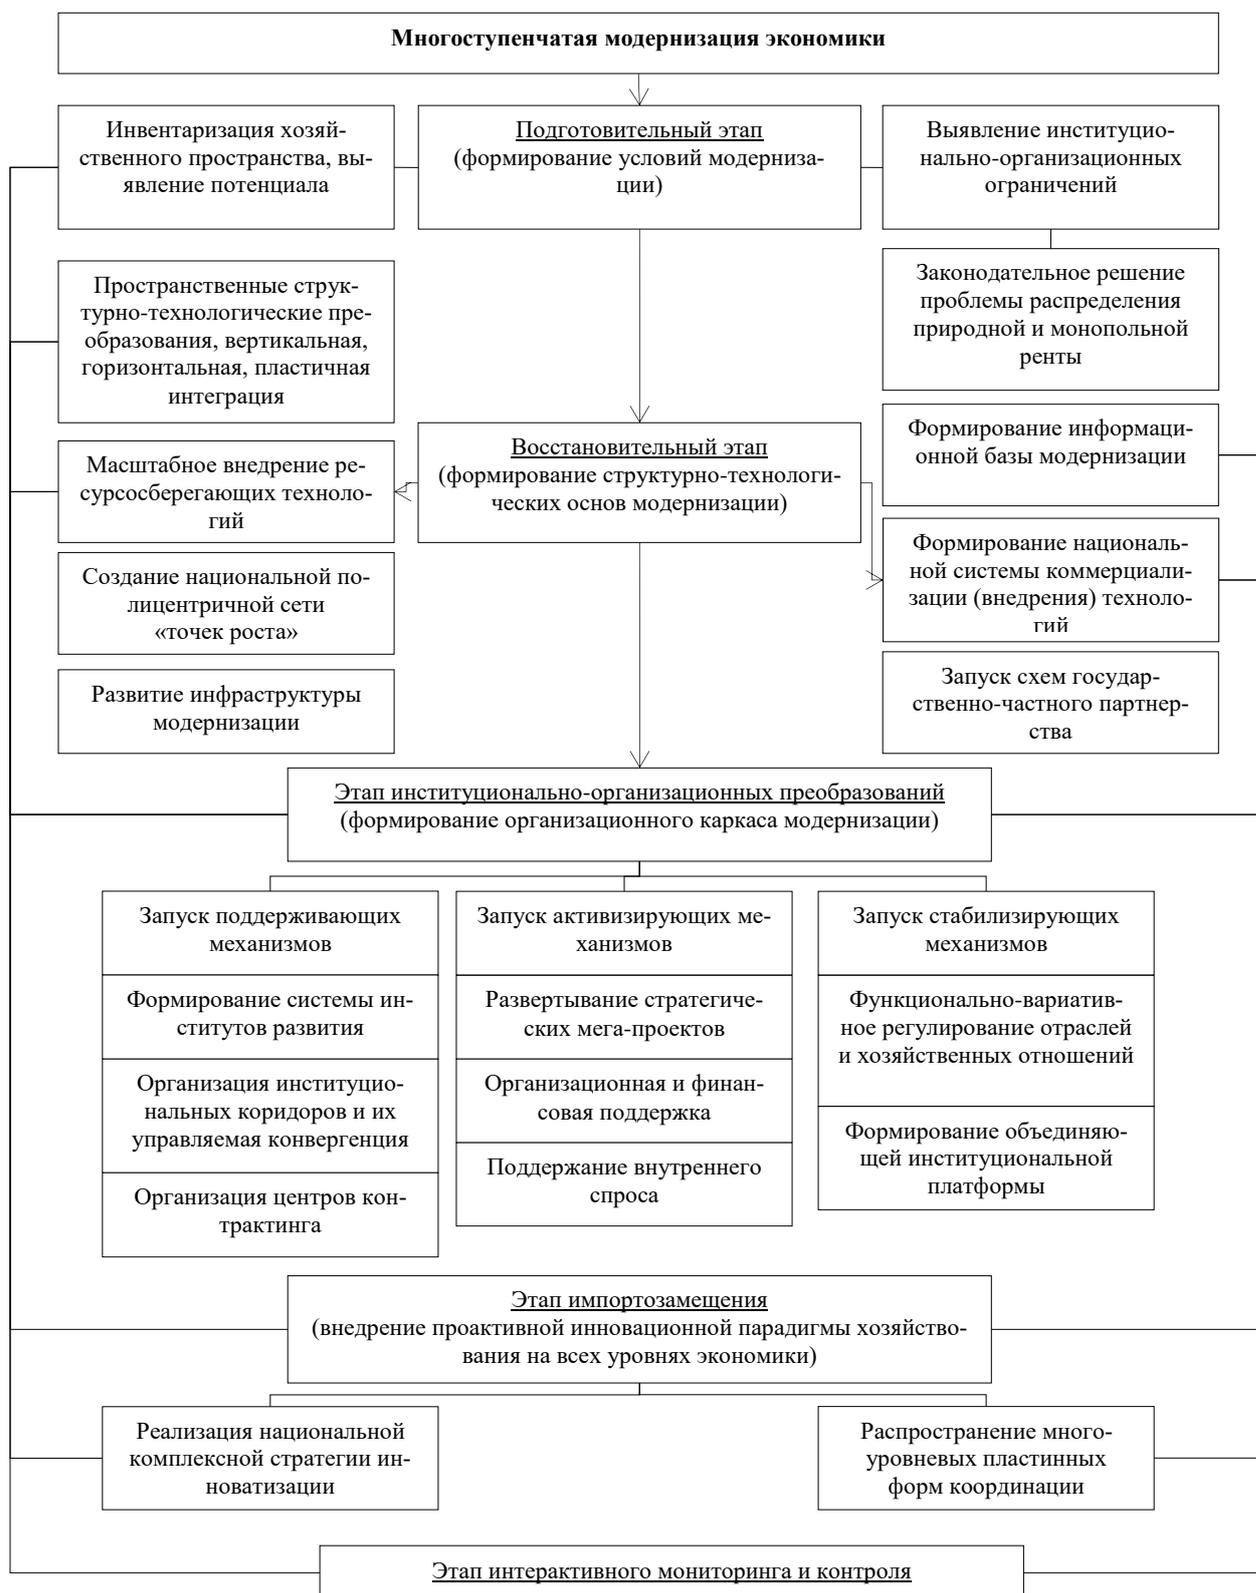 Многоступенчатая модернизация экономики
Инвентаризация хозяй-
ственного пространства, вы-
явление потенциала
Подготовительный этап
(формирование условий модерниза-
ции)
Выявление институцио-
нально-организационных
ограничений
Законодательное решение
проблемы распределения
природной и монопольной
ренты
Пространственные струк-
турно-технологические пре-
образования, вертикальная,
горизонтальная, пластичная
интеграция
Формирование информаци-
онной базы модернизации
Восстановительный этап
(формирование структурно-технологи-
ческих основ модернизации)
Масштабное внедрение ре-
сурсосберегающих техноло-
гий
Формирование националь-
ной системы коммерциали-
зации (внедрения) техноло-
гий
Создание национальной по-
лицентричной сети
«точек роста»
Запуск схем государ-
ственно-частного партнер-
ства
Развитие инфраструктуры
модернизации
Этап институционально-организационных преобразований
(формирование организационного каркаса модернизации)
Запуск поддерживающих
механизмов
Формирование системы ин-
ститутов развития
Организация институцио-
нальных коридоров и их
управляемая конвергенция
Организация центров кон-
трактинга
Запуск активизирующих ме-
ханизмов
Развертывание стратегиче-
ских мега-проектов
Организационная и финан-
совая поддержка
Поддержание внутреннего
спроса
Запуск стабилизирующих
механизмов
Функционально-вариатив-
ное регулирование отраслей
и хозяйственных отношений
Формирование объединяю-
щей институциональной
платформы
Этап импортозамещения
(внедрение проактивной инновационной парадигмы хозяйство-
вания на всех уровнях экономики)
Реализация национальной
комплексной стратегии ин-
новатизации
Распространение много-
уровневых пластинных
форм координации
Этап интерактивного мониторинга и контроля